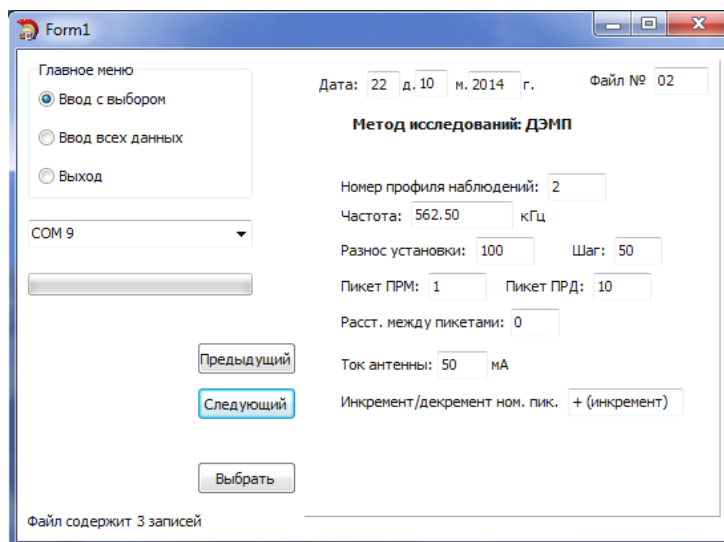 Form1
Главное меню
Ввод с выбором
Ввод всех данных
Выход
COM 9
Предыдущий
Следующий
Выбрать
Файл содержит 3 записей
Дата: 22 д. 10 м. 2014 г. Файл № 02
Метод исследований: ДЭМП
Номер профиля наблюдений: 2
Частота: 562.50 кГц
Разнос установки: 100 Шаг: 50
Пикет ПРМ: 1 Пикет ПРД: 10
Расст. между пикетами: 0
Ток антенны: 50 мА
Инкремент/декремент ном. пик. + (инкремент)